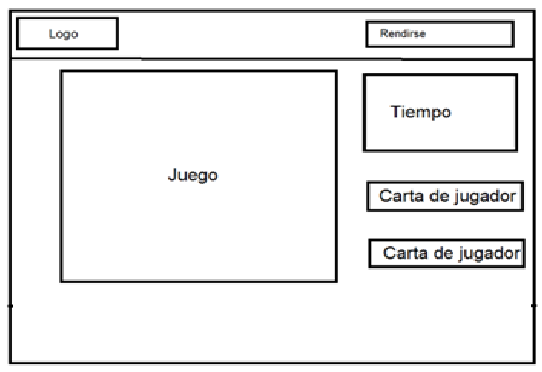 Logo
Rendirse
Juego
Tiempo
Carta de jugador
Carta de jugador